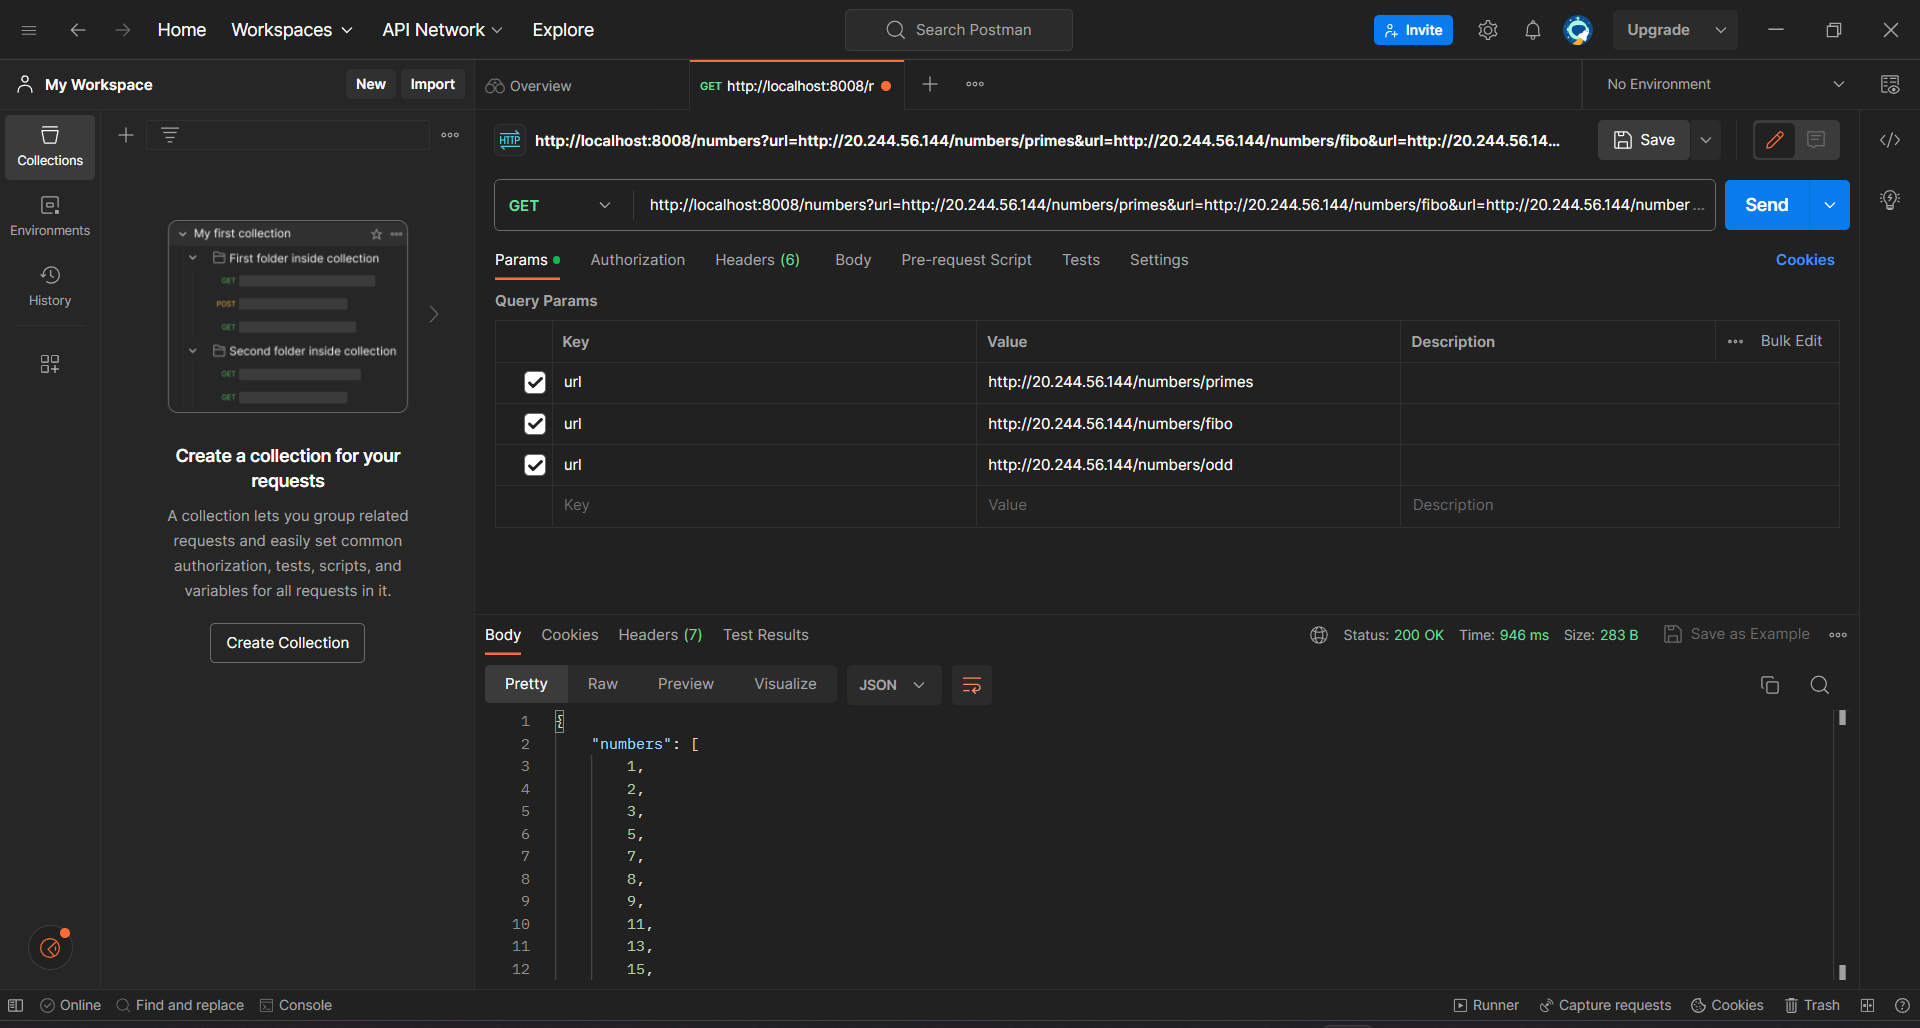 Home Workspaces API Network Explore Search Postman Invite Upgrade
My Workspace New Import
Overview GET http://localhost:8008/r No Environment
Collections
Environments
History
My first collection
First folder inside collection
GET
POST
GET
Second folder inside collection
GET
GET
Create a collection for your
requests
A collection lets you group related
requests and easily set common
authorization, tests, scripts, and
variables for all requests in it.
Create Collection
HTTP http://localhost:8008/numbers?url=http://20.244.56.144/numbers/primes&url=http://20.244.56.144/numbers/fibo&url=http://20.244.56.14... Save
GET http://localhost:8008/numbers?url=http://20.244.56.144/numbers/primes&url=http://20.244.56.144/numbers/fibo&url=http://20.244.56.144/number ... Send
Params Authorization Headers (6) Body Pre-request Script Tests Settings Cookies
Query Params
Key Value Description Bulk Edit
url http://20.244.56.144/numbers/primes
url http://20.244.56.144/numbers/fibo
url http://20.244.56.144/numbers/odd
Key Value Description
Body Cookies Headers (7) Test Results Status: 200 OK Time: 946 ms Size: 283 B Save as Example
Pretty Raw Preview Visualize JSON
1 {
2 "numbers": [
3 1,
4 2,
5 3,
6 5,
7 7,
8 8,
9 9,
10 11,
11 13,
12 15,
Online Find and replace Console Runner Capture requests Cookies Trash